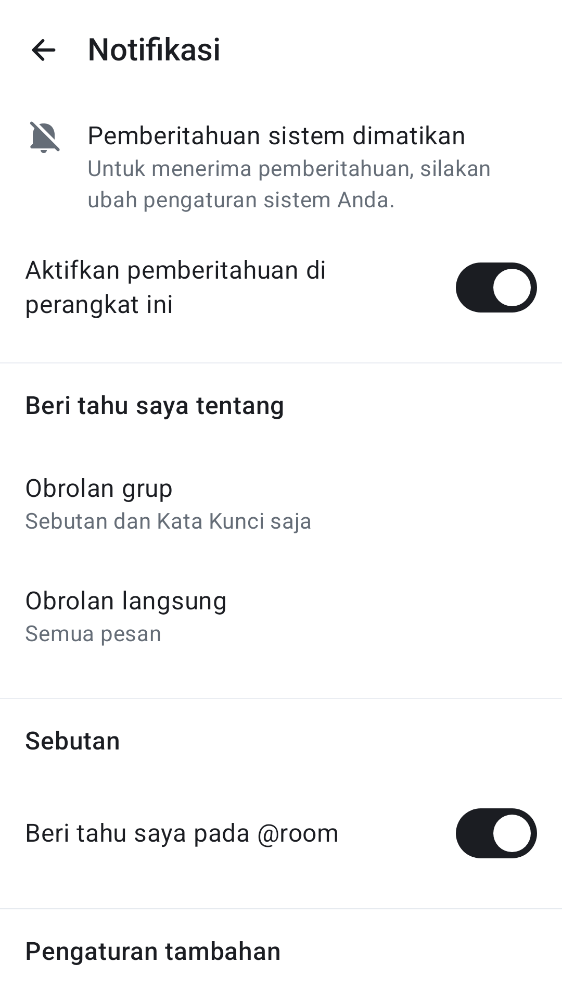 Notifikasi
Pemberitahuan sistem dimatikan
Untuk menerima pemberitahuan, silakan
ubah pengaturan sistem Anda.
Aktifkan pemberitahuan di
perangkat ini
Beri tahu saya tentang
Obrolan grup
Sebutan dan Kata Kunci saja
Obrolan langsung
Semua pesan
Sebutan
Beri tahu saya pada @room
Pengaturan tambahan